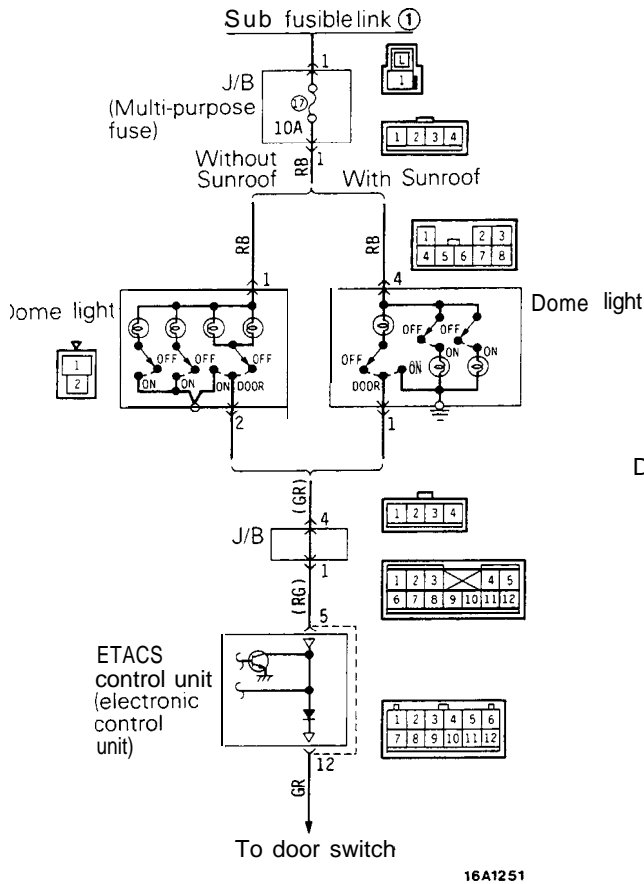 Sub fusible link ①
1
J/B
(Multi-purpose
fuse)
⑰
10A
L
1
1 2 3 4
1
RB
Without
Sunroof
With Sunroof
RB
RB
1 2 3
4 5 6 7 8
1
4
Dome light
OFF OFF OFF
ON ON ON DOOR
1
2
Dome light
OFF OFF OFF
ON ON
DOOR ON
2
1
D
(GR)
4
J/B
1
(RG)
1 2 3 4
1 2 3 4 5
6 7 8 9 10 11 12
5
ETACS
control unit
(electronic
control
unit)
1 2 3 4 5 6
7 8 9 10 11 12
12
GR
To door switch
16A1251